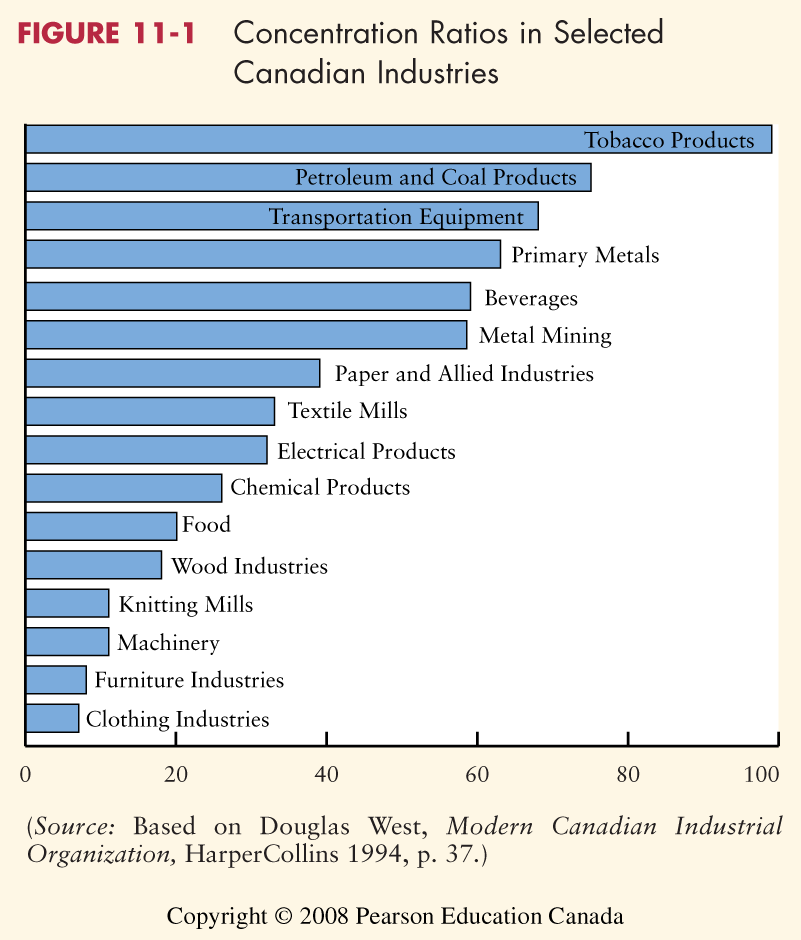 FIGURE 11-1 Concentration Ratios in Selected
Canadian Industries
Tobacco Products
Petroleum and Coal Products
Transportation Equipment
Primary Metals
Beverages
Metal Mining
Paper and Allied Industries
Textile Mills
Electrical Products
Chemical Products
Food
Wood Industries
Knitting Mills
Machinery
Furniture Industries
Clothing Industries
0 20 40 60 80 100
(Source: Based on Douglas West, Modern Canadian Industrial
Organization, HarperCollins 1994, p. 37.)
Copyright © 2008 Pearson Education Canada